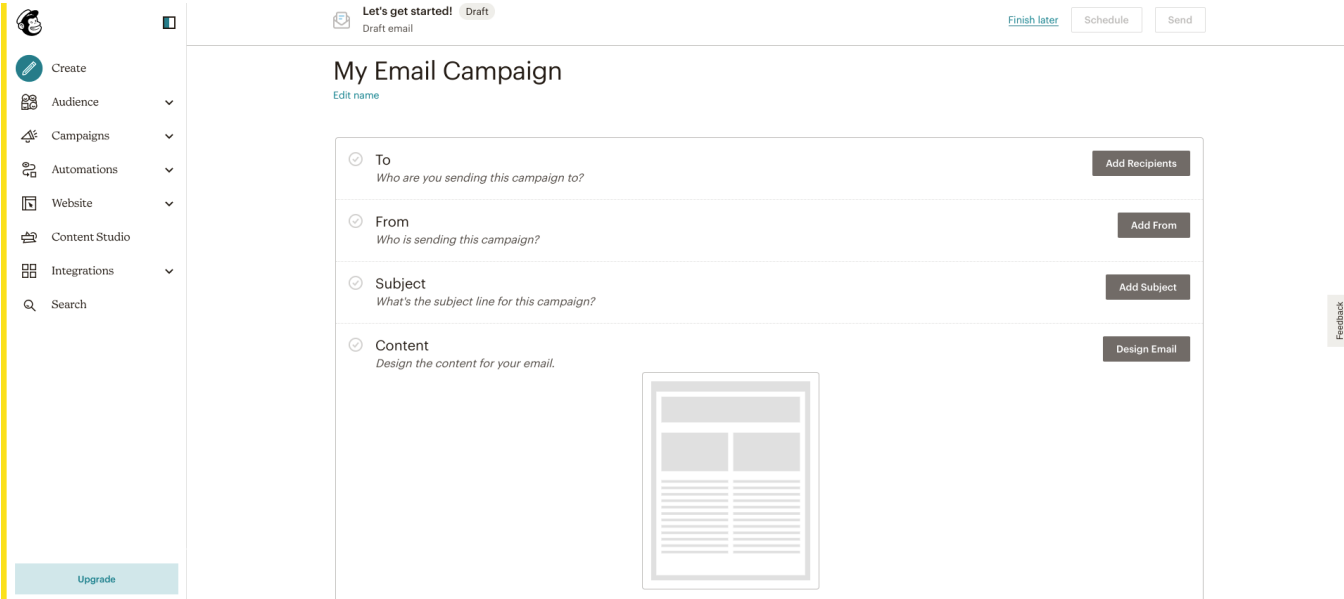 Let's get started! Draft
Draft email
Finish later
Schedule
Send
Create
Audience
Campaigns
Automations
Website
Content Studio
Integrations
Search
Upgrade
My Email Campaign
Edit name
To
Who are you sending this campaign to?
Add Recipients
From
Who is sending this campaign?
Add From
Subject
What's the subject line for this campaign?
Add Subject
Content
Design the content for your email.
Design Email
Feedback